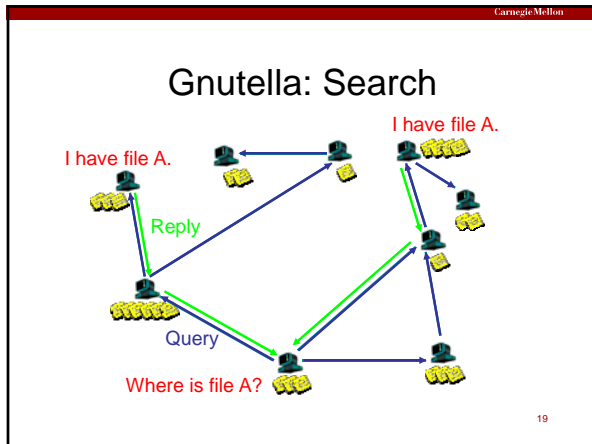 Carnegie Mellon
Gnutella: Search
I have file A.
I have file A.
Reply
Query
Where is file A?
19